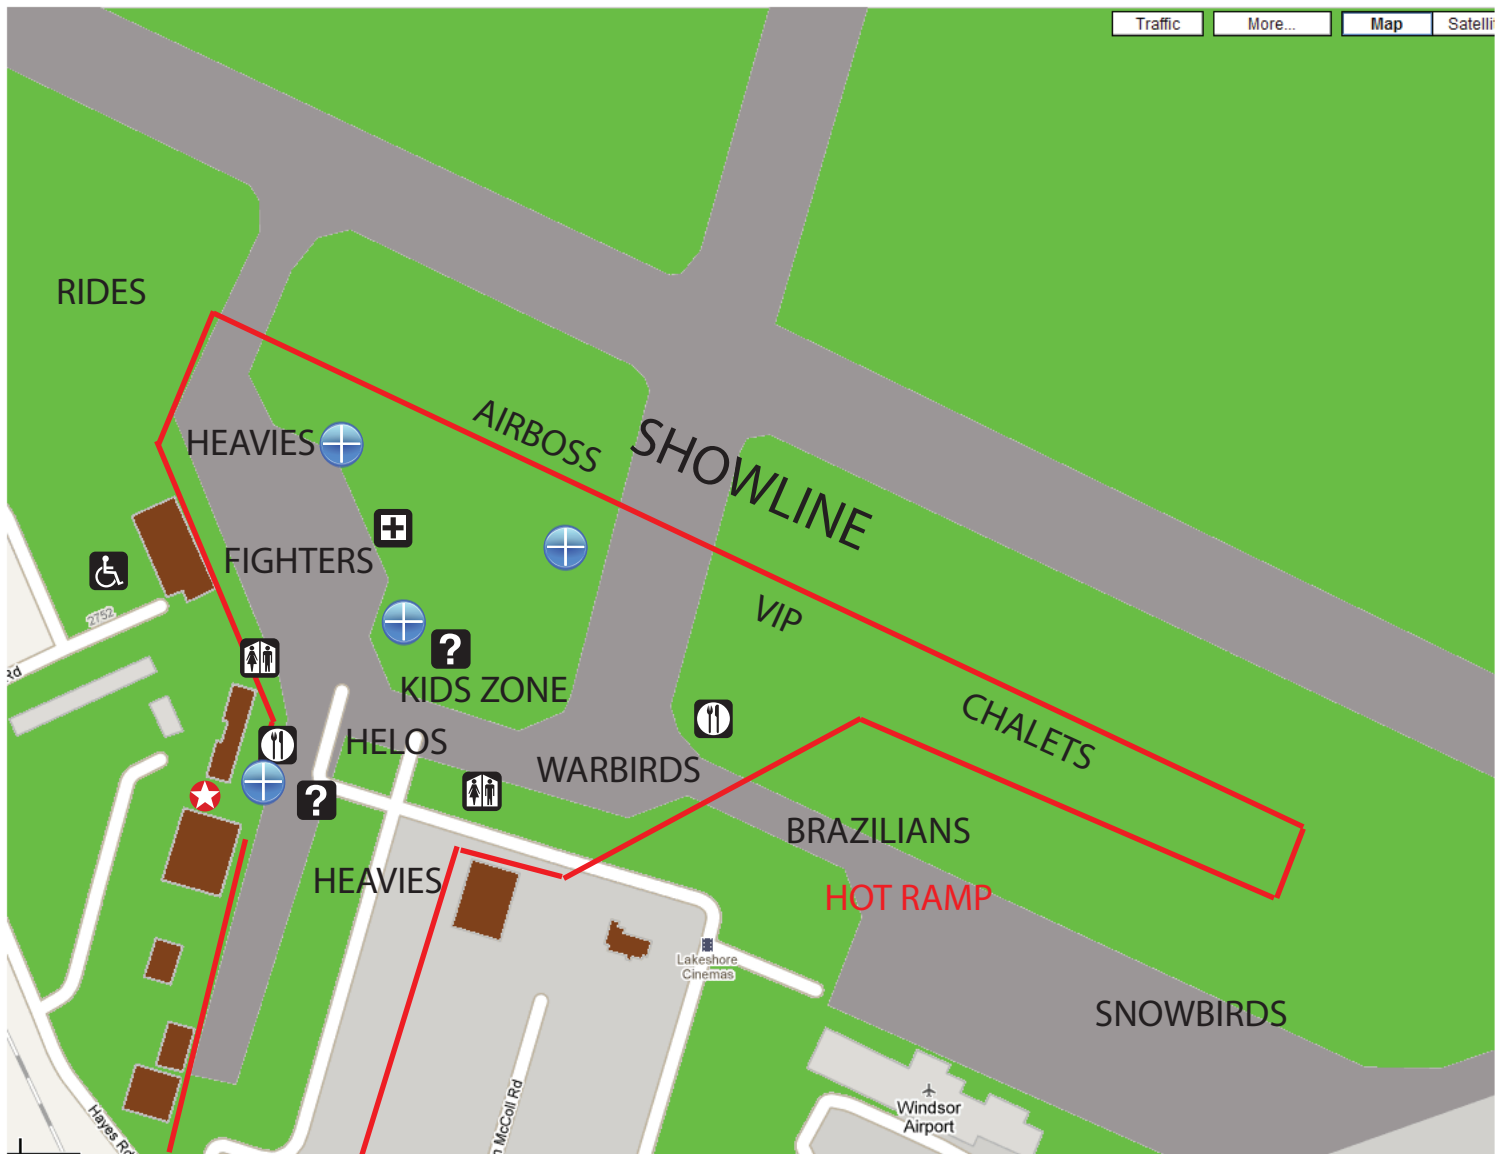 Traffic
More...
Map
Satelli
RIDES
AIRBOSS
SHOWLINE
HEAVIES
FIGHTERS
VIP
2752
?
Rd
KIDS ZONE
CHALETS
HELOS
WARBIRDS
?
BRAZILIANS
HEAVIES
HOT RAMP
Lakeshore
Cinemas
SNOWBIRDS
McColl Rd
Windsor
Airport
Hayes Rd